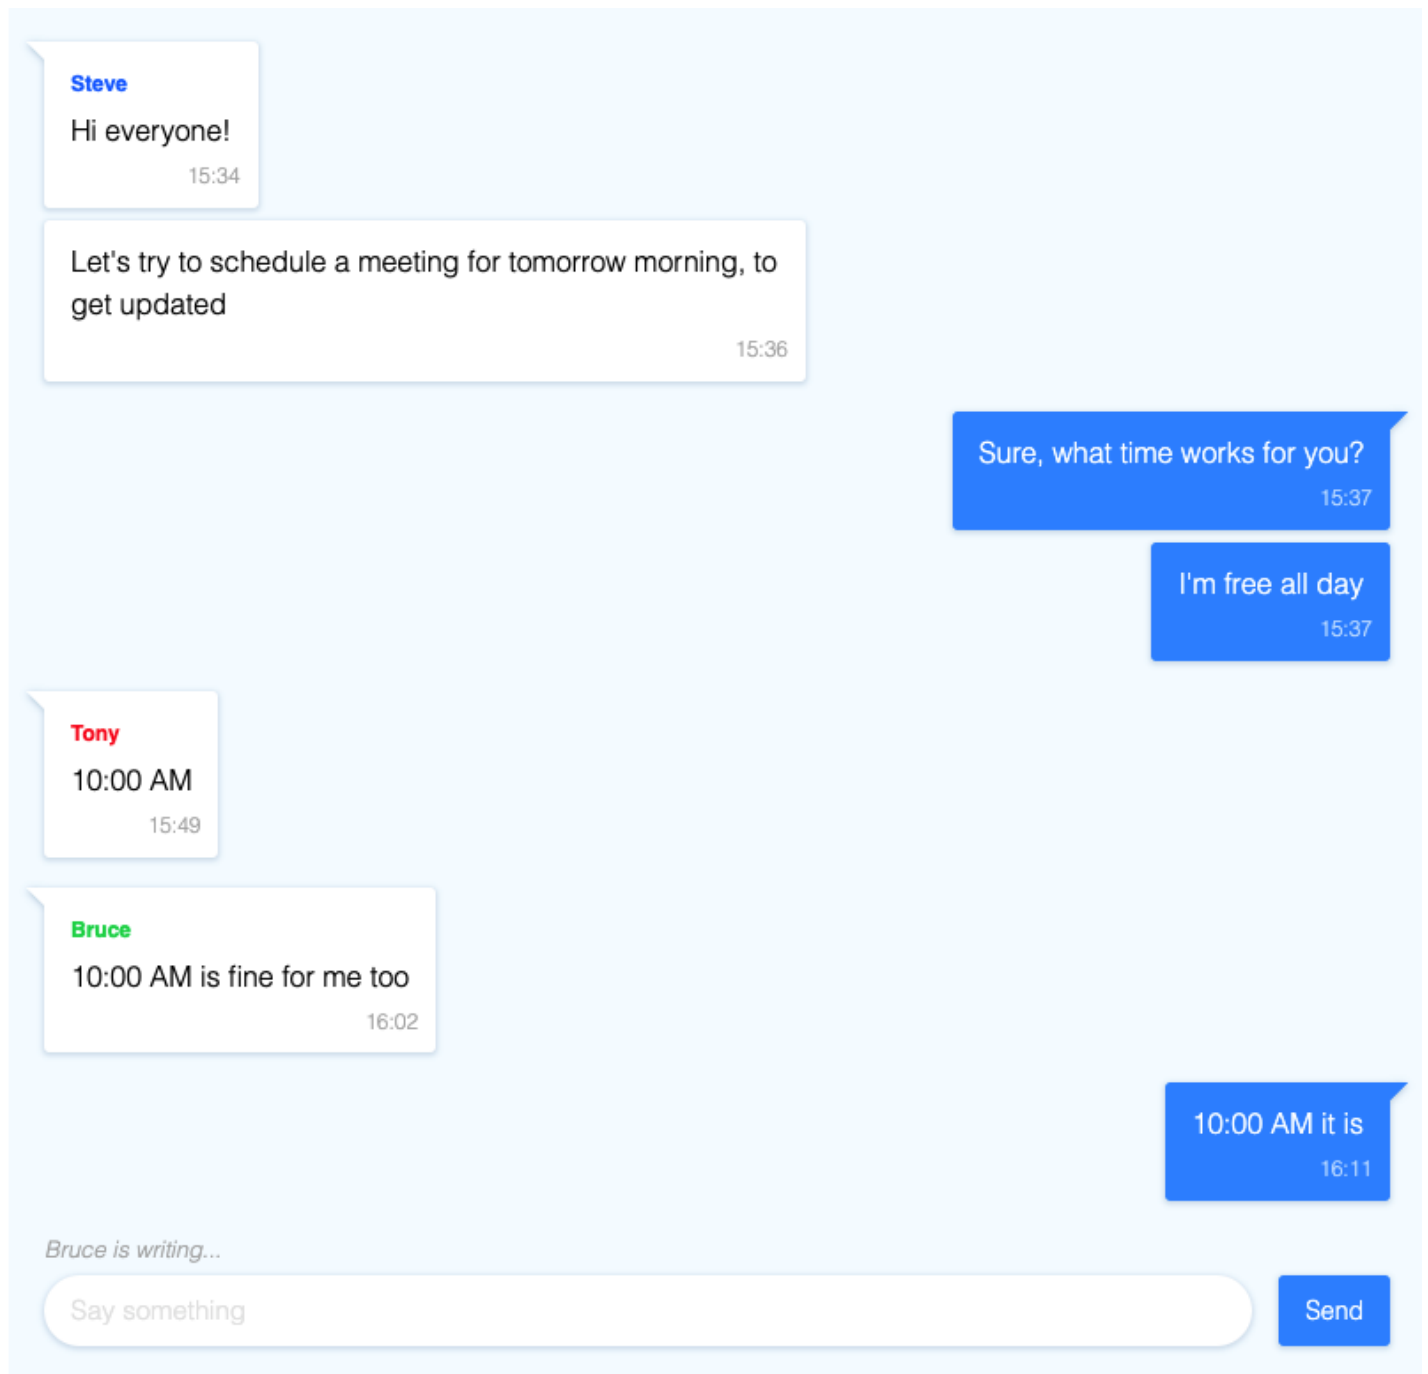 Steve
Hi everyone!
15:34
Let's try to schedule a meeting for tomorrow morning, to
get updated
15:36
Sure, what time works for you?
15:37
I'm free all day
15:37
Tony
10:00 AM
15:49
Bruce
10:00 AM is fine for me too
16:02
10:00 AM it is
16:11
Bruce is writing...
Say something
Send